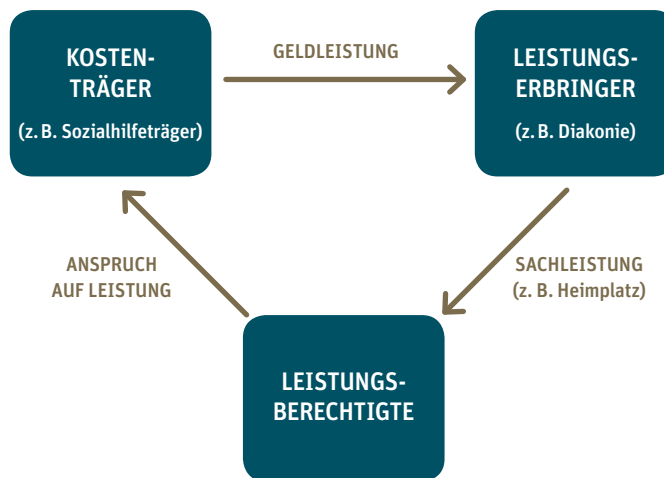 KOSTEN-
TRÄGER
(z. B. Sozialhilfeträger)
GELDLEISTUNG
LEISTUNGS-
ERBRINGER
(z. B. Diakonie)
ANSPRUCH
AUF LEISTUNG
SACHLEISTUNG
(z. B. Heimplatz)
LEISTUNGS-
BERECHTIGTE